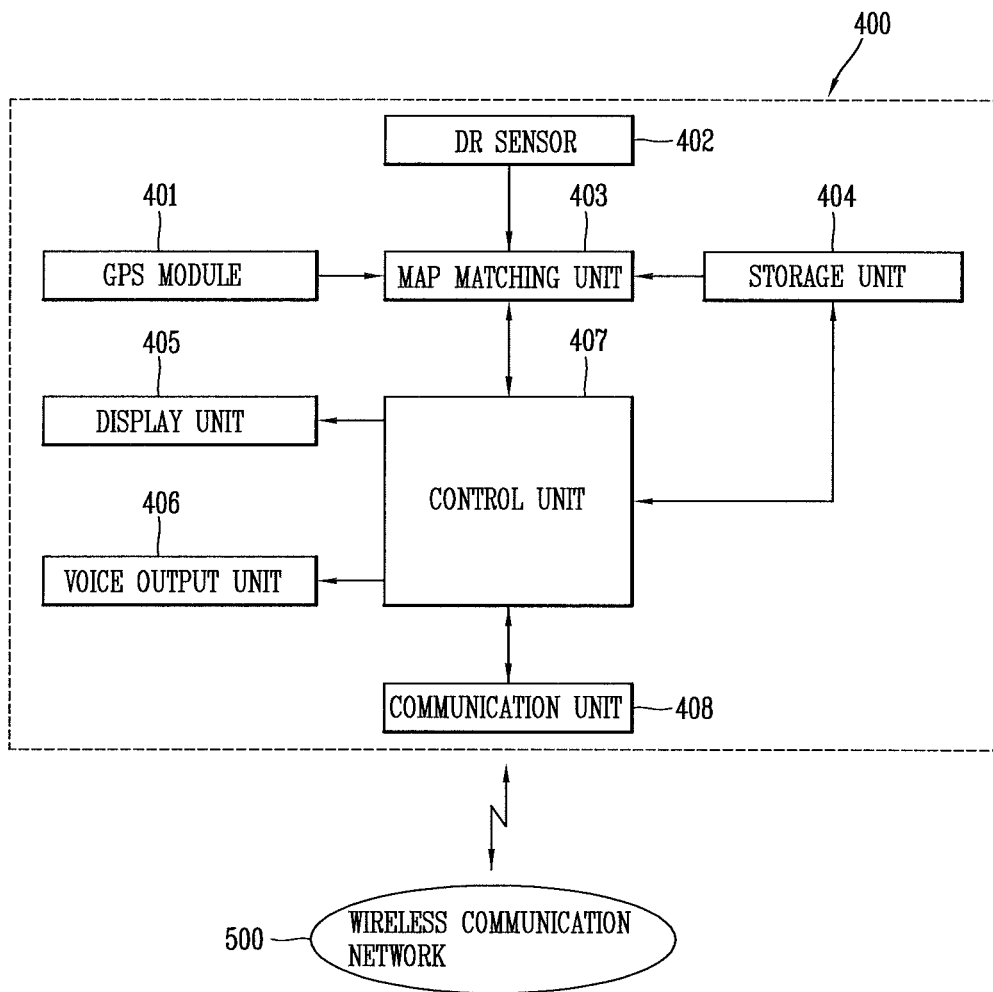 400
DR SENSOR
402
401
403
404
GPS MODULE
MAP MATCHING UNIT
STORAGE UNIT
405
407
DISPLAY UNIT
CONTROL UNIT
406
VOICE OUTPUT UNIT
COMMUNICATION UNIT
408
500
WIRELESS COMMUNICATION
NETWORK